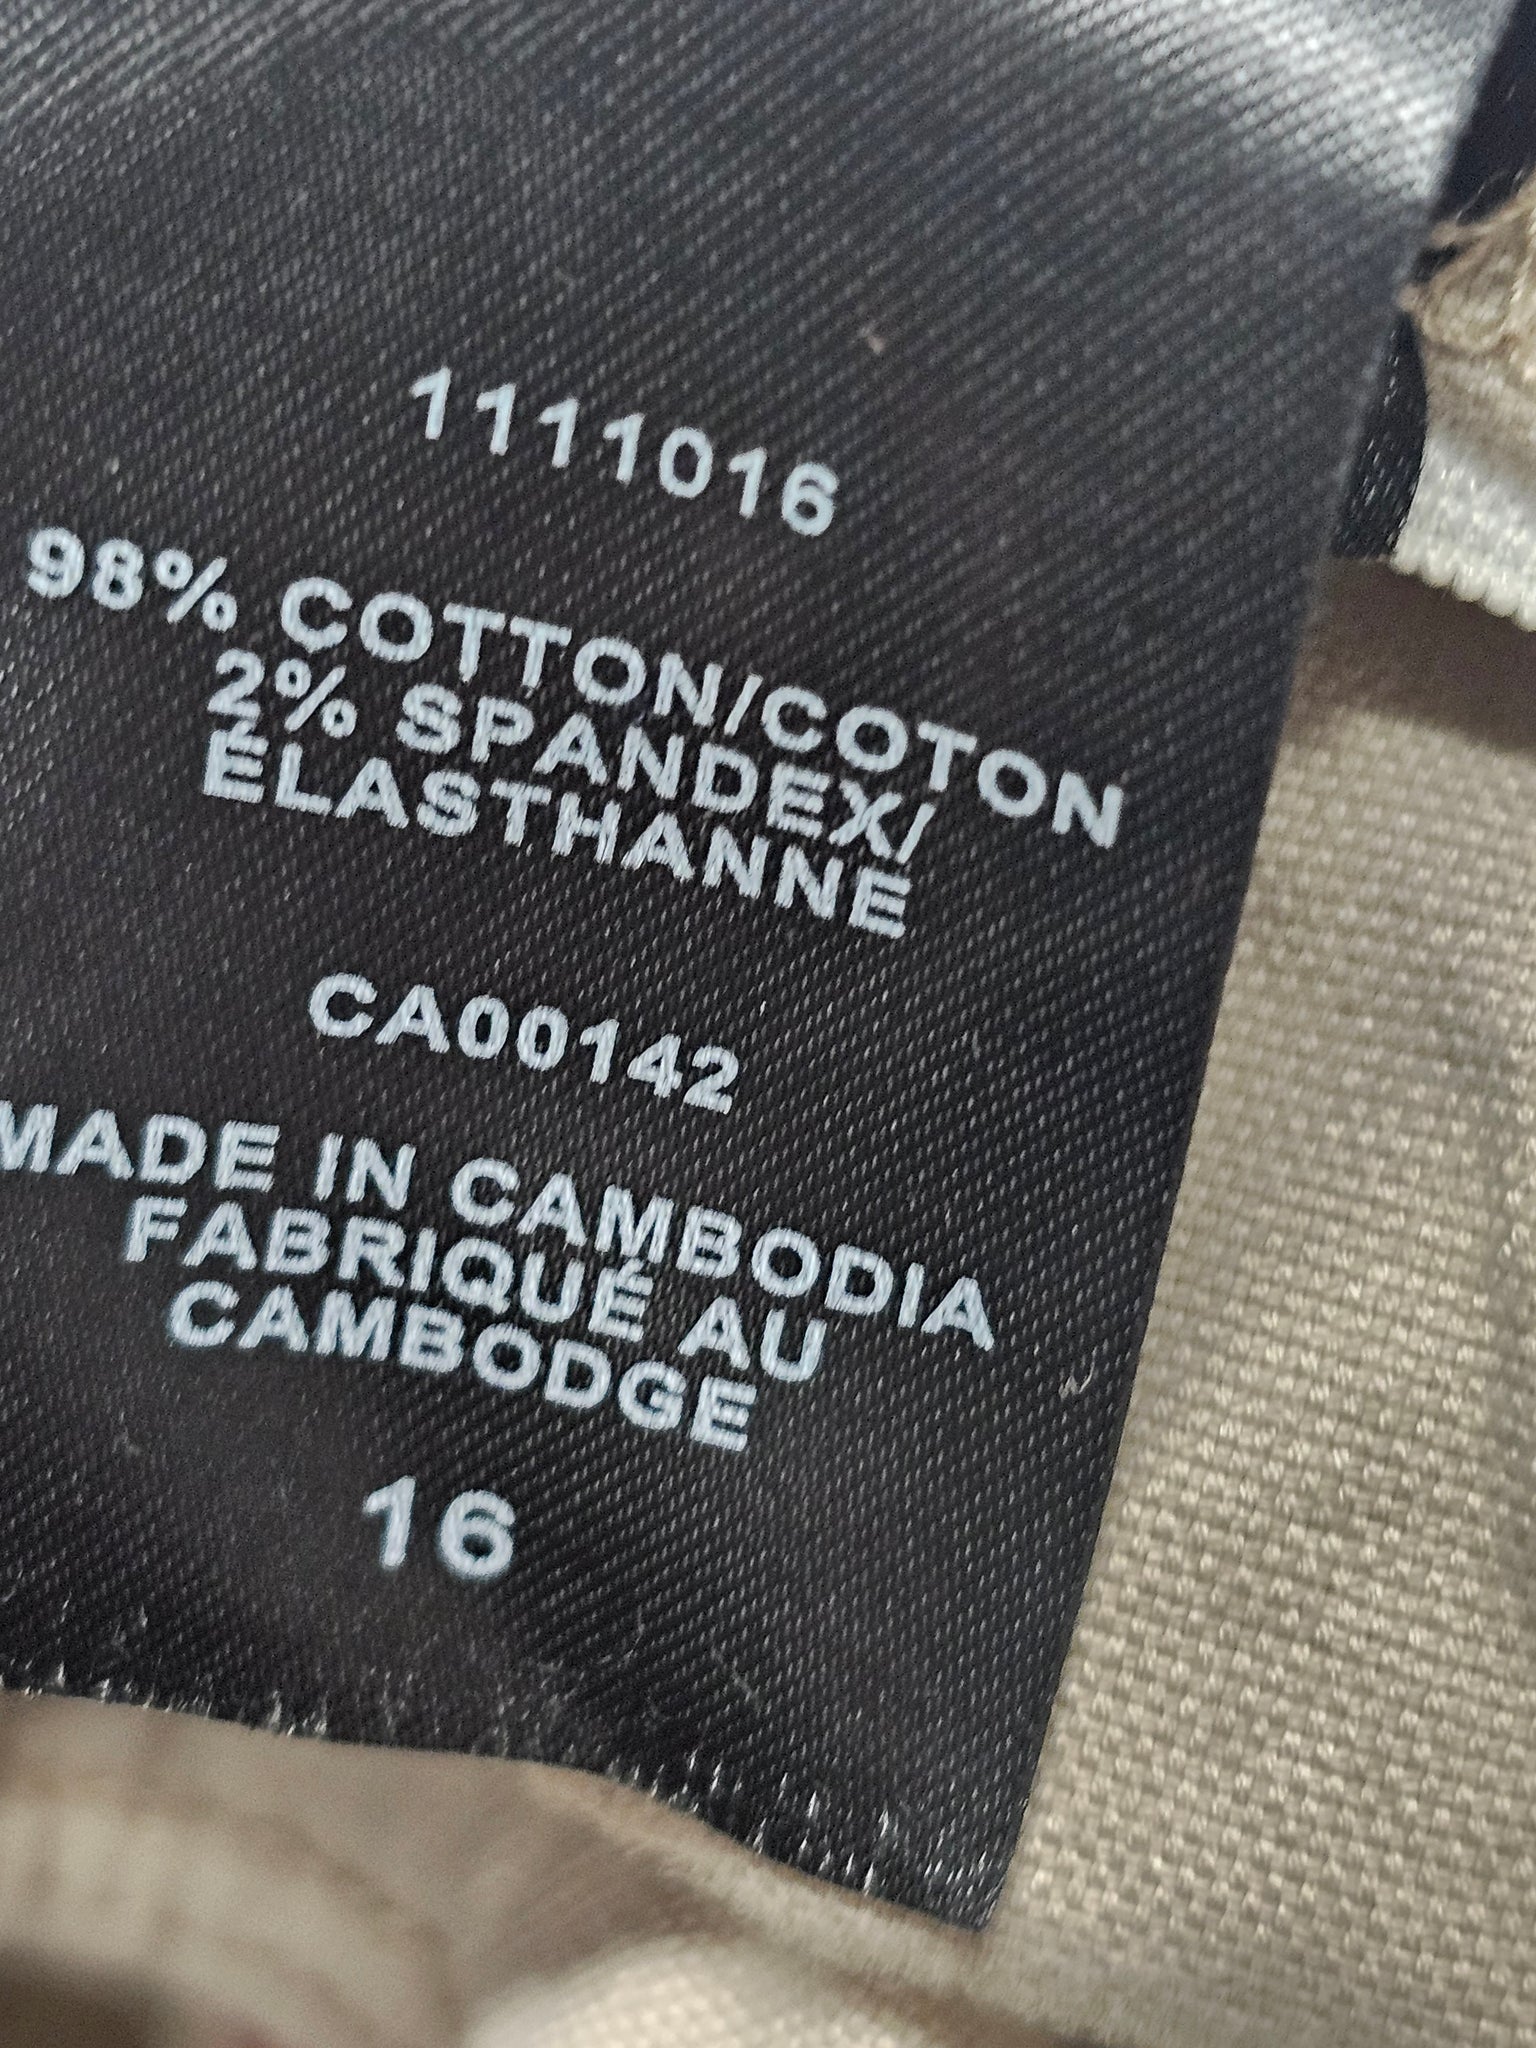 1111016
98% COTTON/COTON
2% SPANDEX/
ÉLASTHANNE
CA00142
MADE IN CAMBODIA
FABRIQUÉ AU
CAMBODGE
16